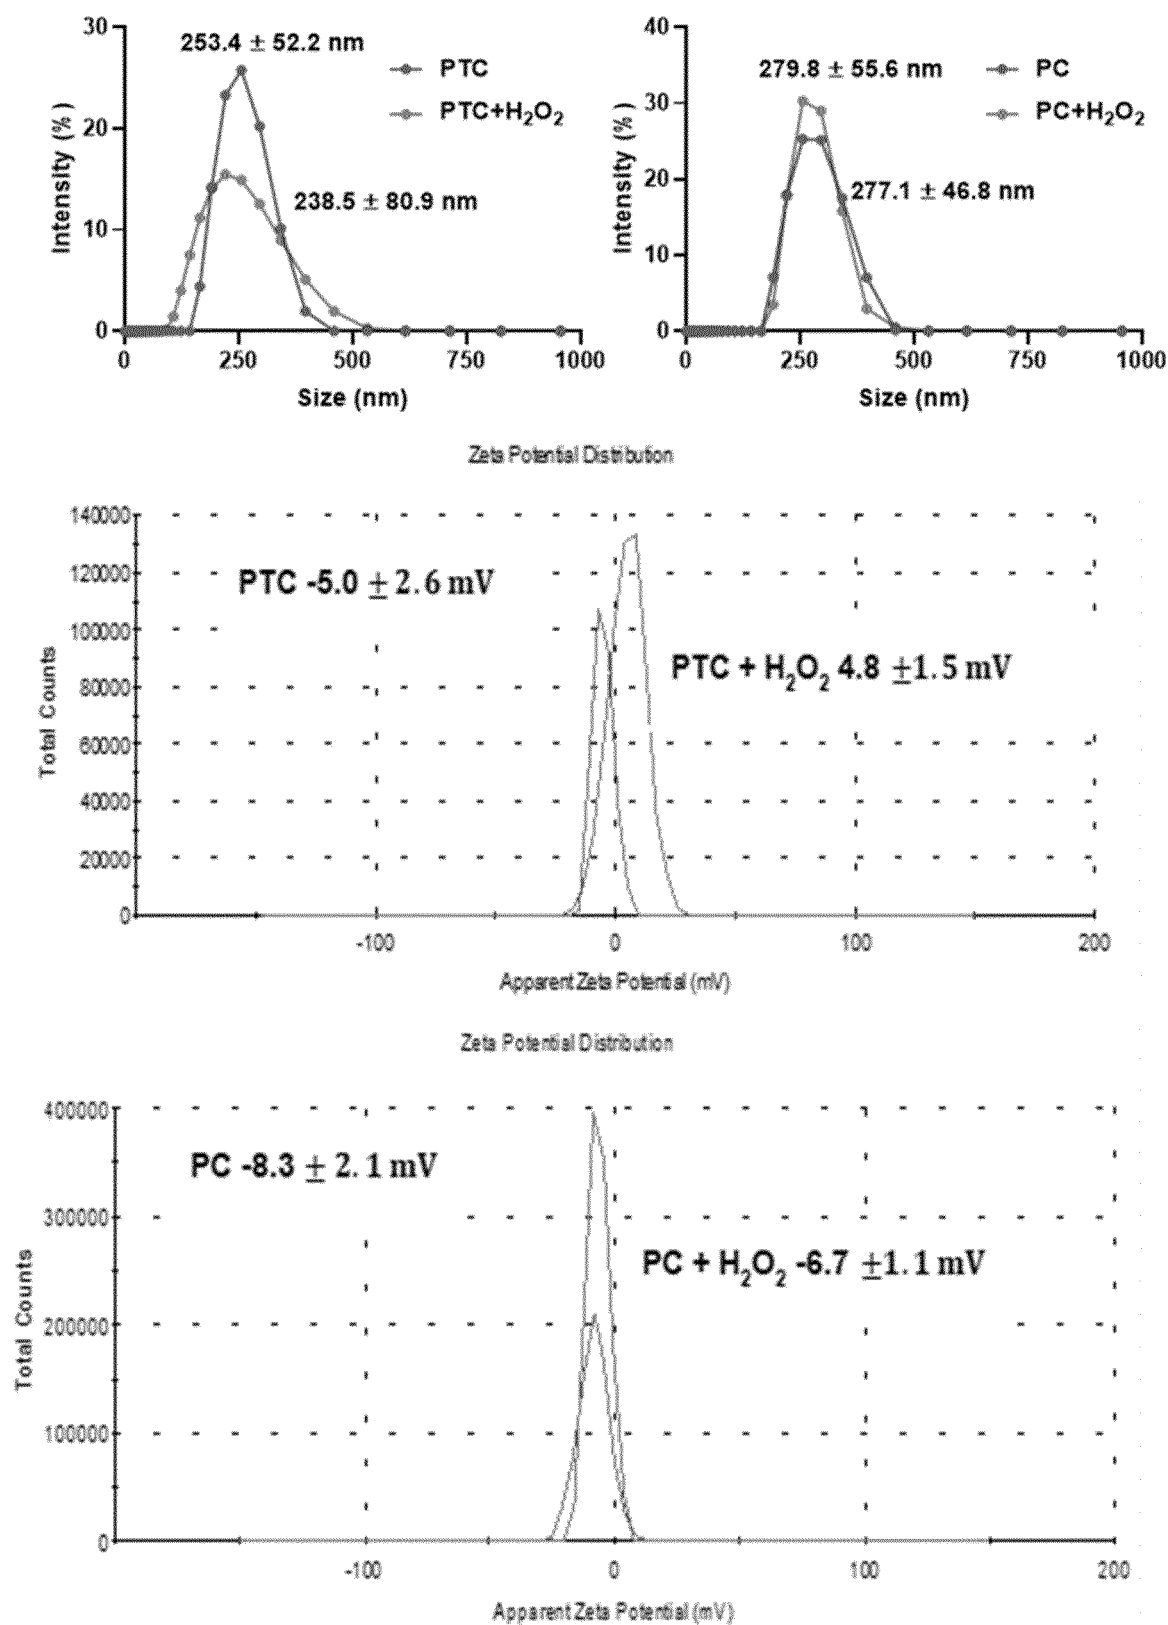 253.4 ± 52.2 nm
PTC
PTC+H₂O₂
238.5 ± 80.9 nm
Intensity (%)
30
20
10
0
0 250 500 750 1000
Size (nm)
279.8 ± 55.6 nm
PC
PC+H₂O₂
277.1 ± 46.8 nm
Intensity (%)
40
30
20
10
0
0 250 500 750 1000
Size (nm)
Zeta Potential Distribution
140000
120000
100000
80000
60000
40000
20000
0
Total Counts
PTC -5.0 ± 2.6 mV
PTC + H₂O₂ 4.8 ±1.5 mV
-100 0 100 200
Apparent Zeta Potential (mV)
Zeta Potential Distribution
400000
300000
200000
100000
0
Total Counts
PC -8.3 ± 2.1 mV
PC + H₂O₂ -6.7 ±1.1 mV
-100 0 100 200
Apparent Zeta Potential (mV)